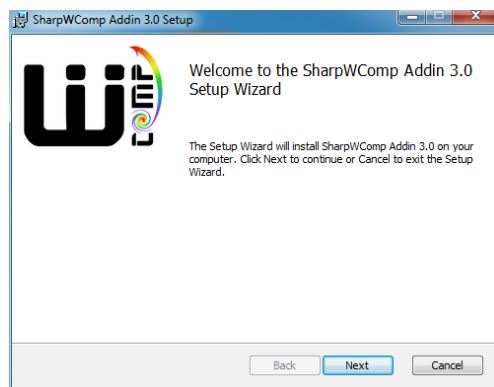 SharpWComp Addin 3.0 Setup
Welcome to the SharpWComp Addin 3.0
Setup Wizard
WComp
The Setup Wizard will install SharpWComp Addin 3.0 on your
computer. Click Next to continue or Cancel to exit the Setup
Wizard.
Back Next Cancel